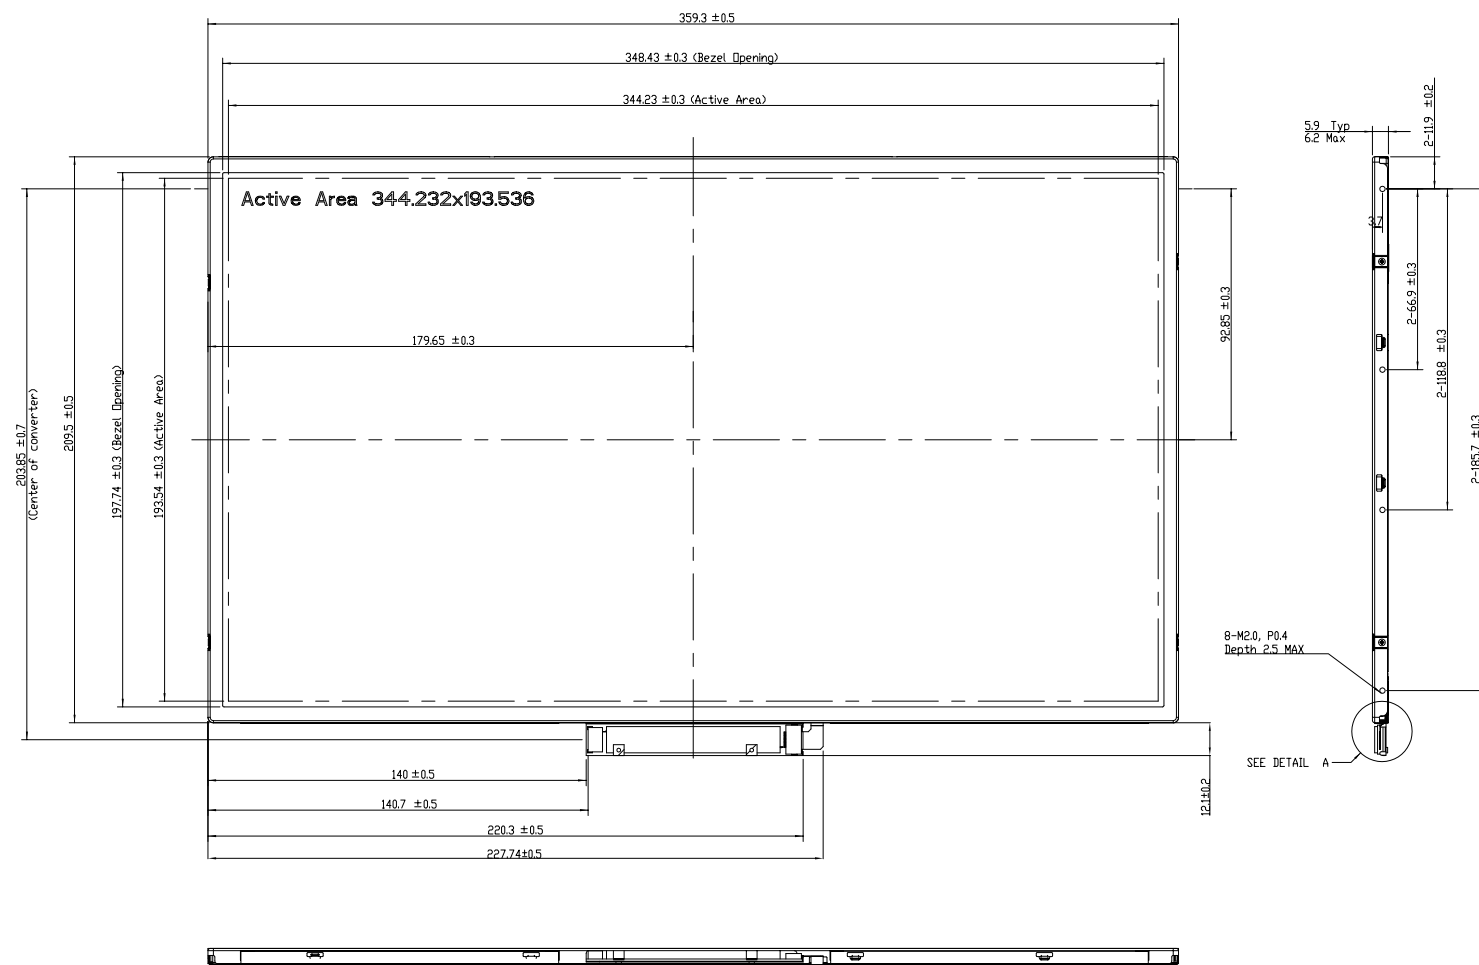 359.3 ±0.5
348.43 ±0.3 (Bezel Opening)
344.23 ±0.3 (Active Area)
5.9 Typ
6.2 Max
2-11.9 ±0.2
Active Area 344.232x193.536
3.7
2-66.9 ±0.3
92.85 ±0.3
179.65 ±0.3
2-118.8 ±0.3
203.85 ±0.7
(Center of converter)
209.5 ±0.5
197.74 ±0.3 (Bezel Opening)
193.54 ±0.3 (Active Area)
2-185.7 ±0.3
8-M2.0, P0.4
Depth 2.5 MAX
SEE DETAIL A
140 ±0.5
12.1±0.2
140.7 ±0.5
220.3 ±0.5
227.74±0.5